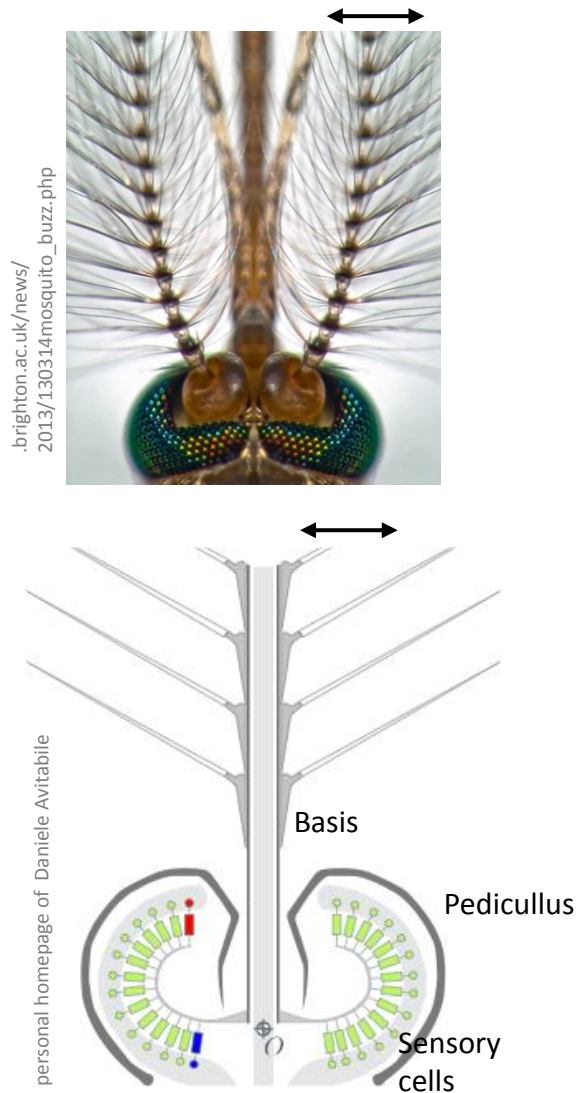 .brighton.ac.uk/news/
2013/130314mosquito_buzz.php
personal homepage of Daniele Avitabile
Basis
Pedicullus
O
Sensory
cells